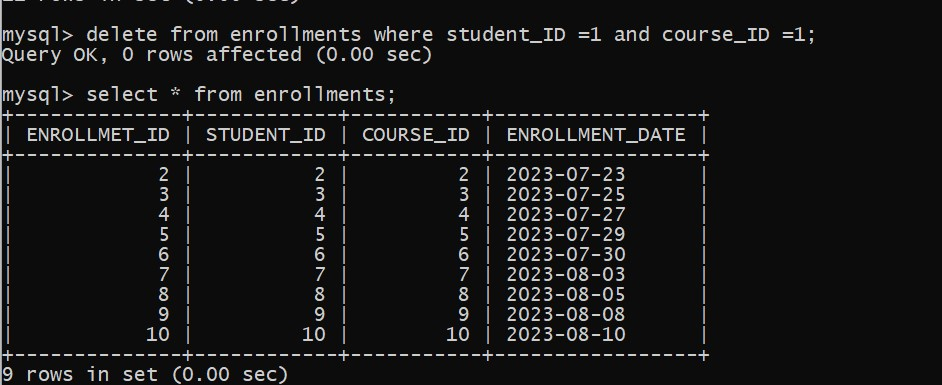 mysql> delete from enrollments where student_ID =1 and course_ID =1;
Query OK, 0 rows affected (0.00 sec)
mysql> select * from enrollments;
+--------------+------------+-----------+-----------------+
| ENROLLMET_ID | STUDENT_ID | COURSE_ID | ENROLLMENT_DATE |
+--------------+------------+-----------+-----------------+
|            2 |          2 |         2 | 2023-07-23      |
|            3 |          3 |         3 | 2023-07-25      |
|            4 |          4 |         4 | 2023-07-27      |
|            5 |          5 |         5 | 2023-07-29      |
|            6 |          6 |         6 | 2023-07-30      |
|            7 |          7 |         7 | 2023-08-03      |
|            8 |          8 |         8 | 2023-08-05      |
|            9 |          9 |         9 | 2023-08-08      |
|           10 |         10 |        10 | 2023-08-10      |
+--------------+------------+-----------+-----------------+
9 rows in set (0.00 sec)